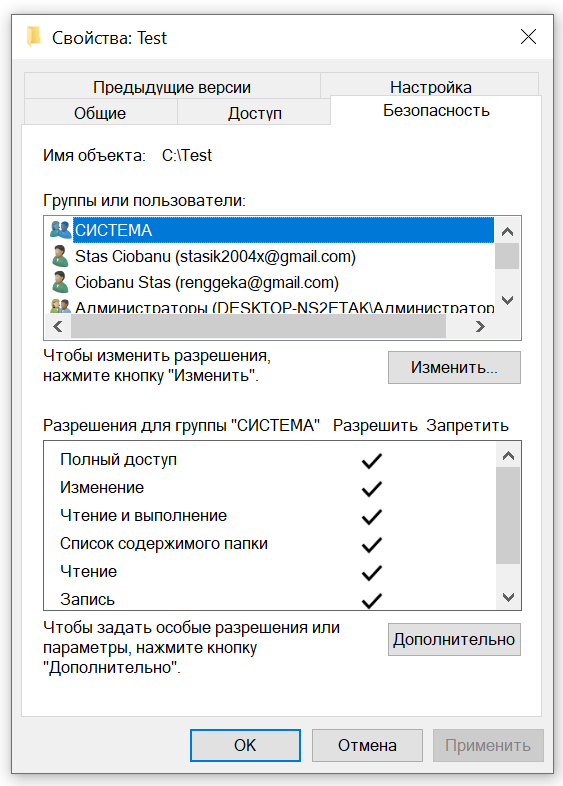 Свойства: Test
Предыдущие версии
Настройка
Общие
Доступ
Безопасность
Имя объекта: C:\Test
Группы или пользователи:
СИСТЕМА
Stas Ciobanu (stasik2004x@gmail.com)
Ciobanu Stas (renggeka@gmail.com)
Администраторы (DESKTOP-NS2ETAK\Администратор
Чтобы изменить разрешения,
нажмите кнопку "Изменить".
Изменить...
Разрешения для группы "СИСТЕМА" Разрешить Запретить
Полный доступ
Изменение
Чтение и выполнение
Список содержимого папки
Чтение
Запись
Чтобы задать особые разрешения или
параметры, нажмите кнопку
"Дополнительно".
Дополнительно
OK
Отмена
Применить